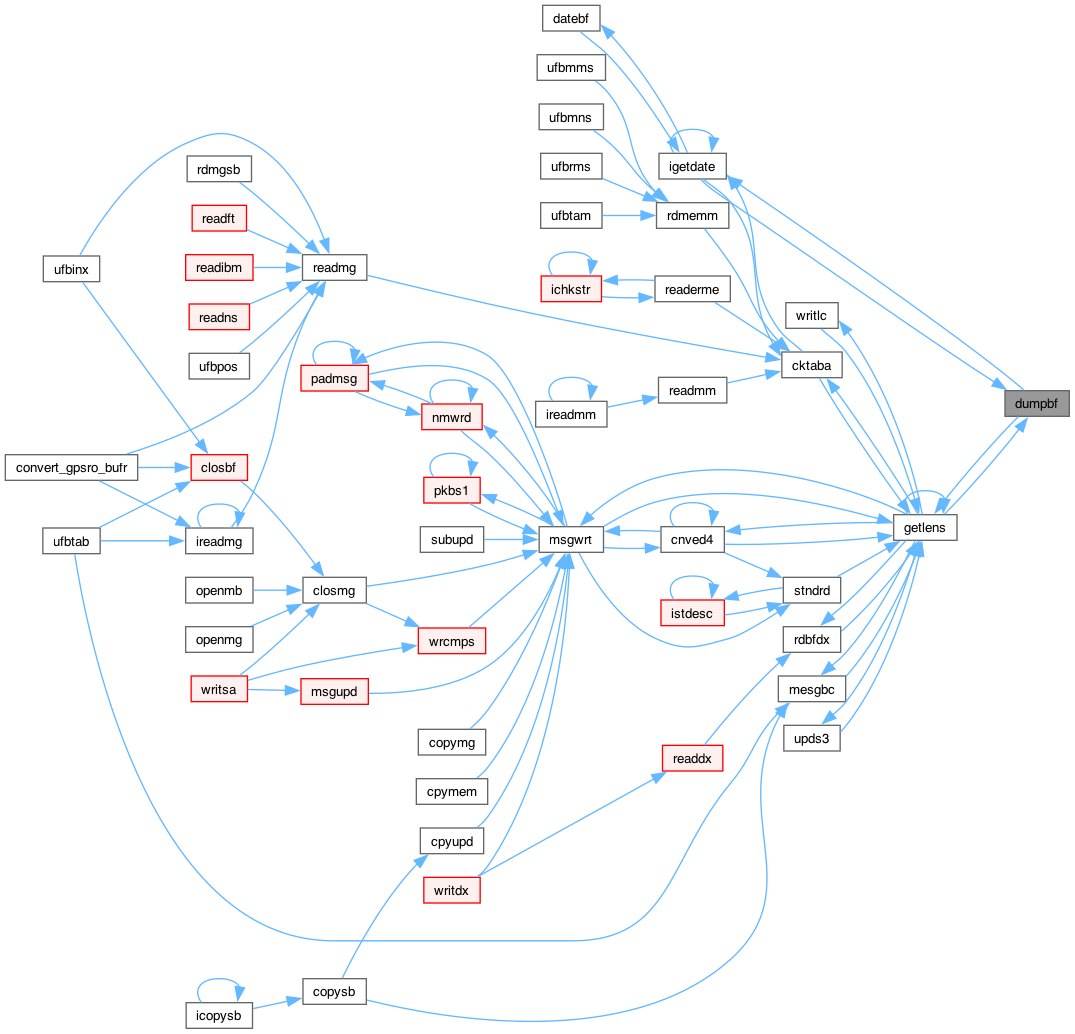 datebf
ufbmms
ufbmns
ufbrms
ufbtam
igetdate
rdmemm
rdmgsb
readft
readibm
readns
ufbpos
ufbinx
readmg
ichkstr
readerme
writlc
cktaba
dumpbf
padmsg
nmwrd
ireadmm
readmm
convert_gpsro_bufr
closbf
pkbs1
getlens
ufbtab
ireadmg
subupd
msgwrt
cnved4
openmb
closmg
stndrd
istdesc
openmg
wrcmps
rdbfdx
writsa
msgupd
mesgbc
copymg
upds3
readdx
cpymem
cpyupd
writdx
copysb
icopysb